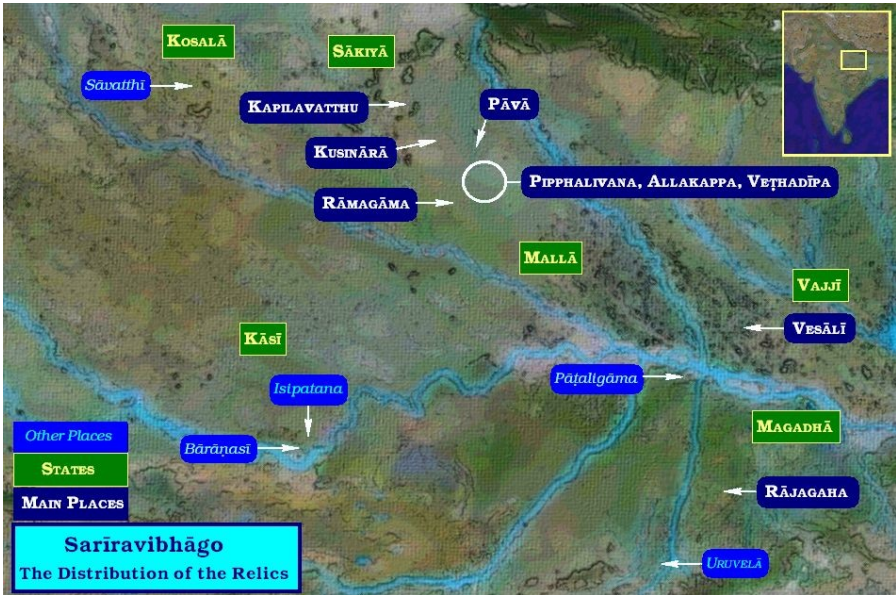 Kosalā
Sākiyā
Sāvatthī
Kapilavatthu
Pāvā
Kusinārā
Pipphalivana, Allakappa, Veṭhadīpa
Rāmagāma
Mallā
Vajjī
Vesālī
Kāsī
Isipatana
Pāṭaligāma
Magadhā
Other Places
Bārāṇasī
States
Main Places
Rājagaha
Sarīravibhāgo
The Distribution of the Relics
Uruvelā